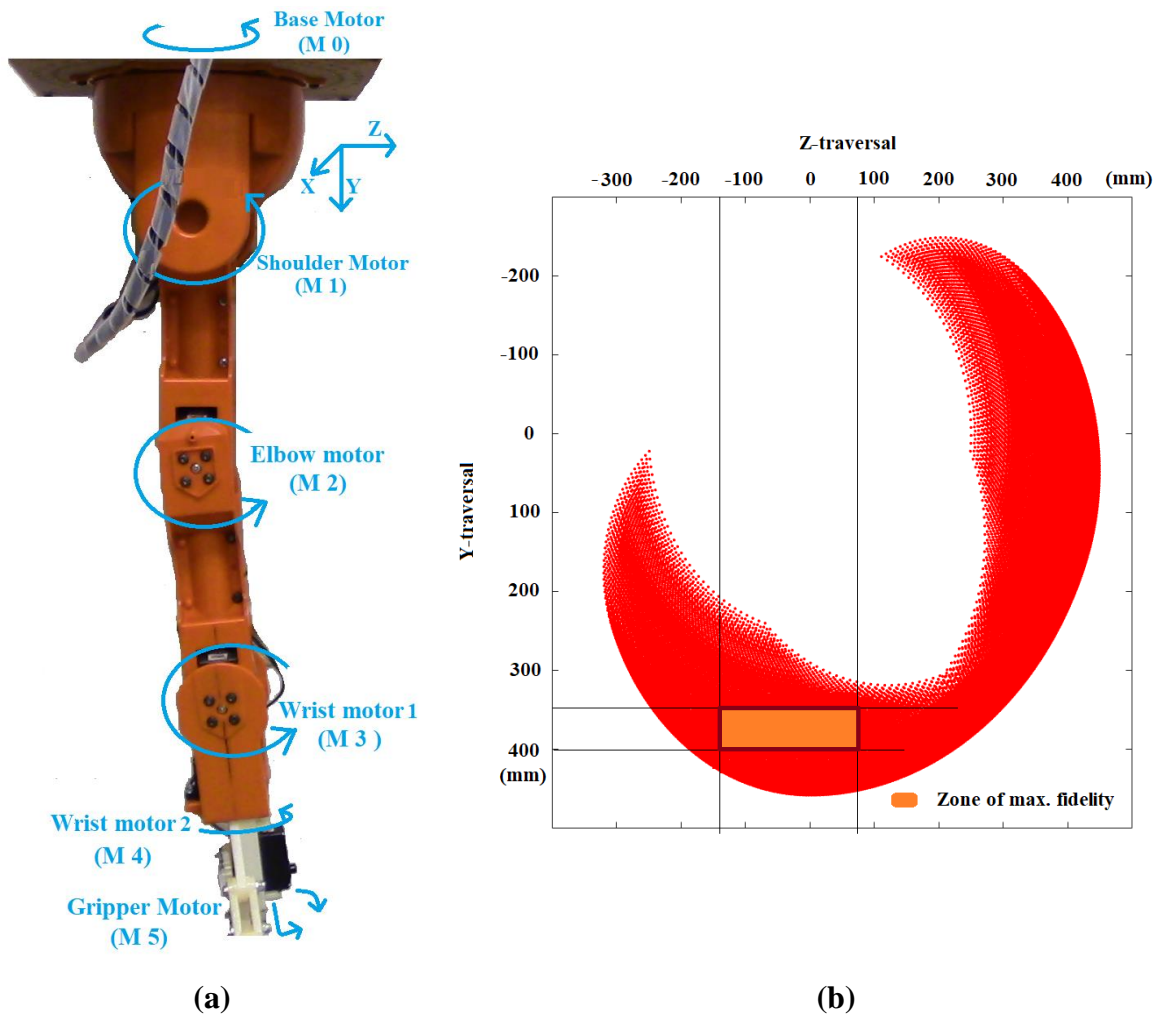 Base Motor
(M 0)
Z
X
Y
Shoulder Motor
(M 1)
Elbow motor
(M 2)
Wrist motor 1
(M 3 )
Wrist motor 2
(M 4)
Gripper Motor
(M 5)
(a)
Z-traversal
-300 -200 -100 0 100 200 300 400 (mm)
-200
-100
0
100
200
300
400
(mm)
Y-traversal
Zone of max. fidelity
(b)